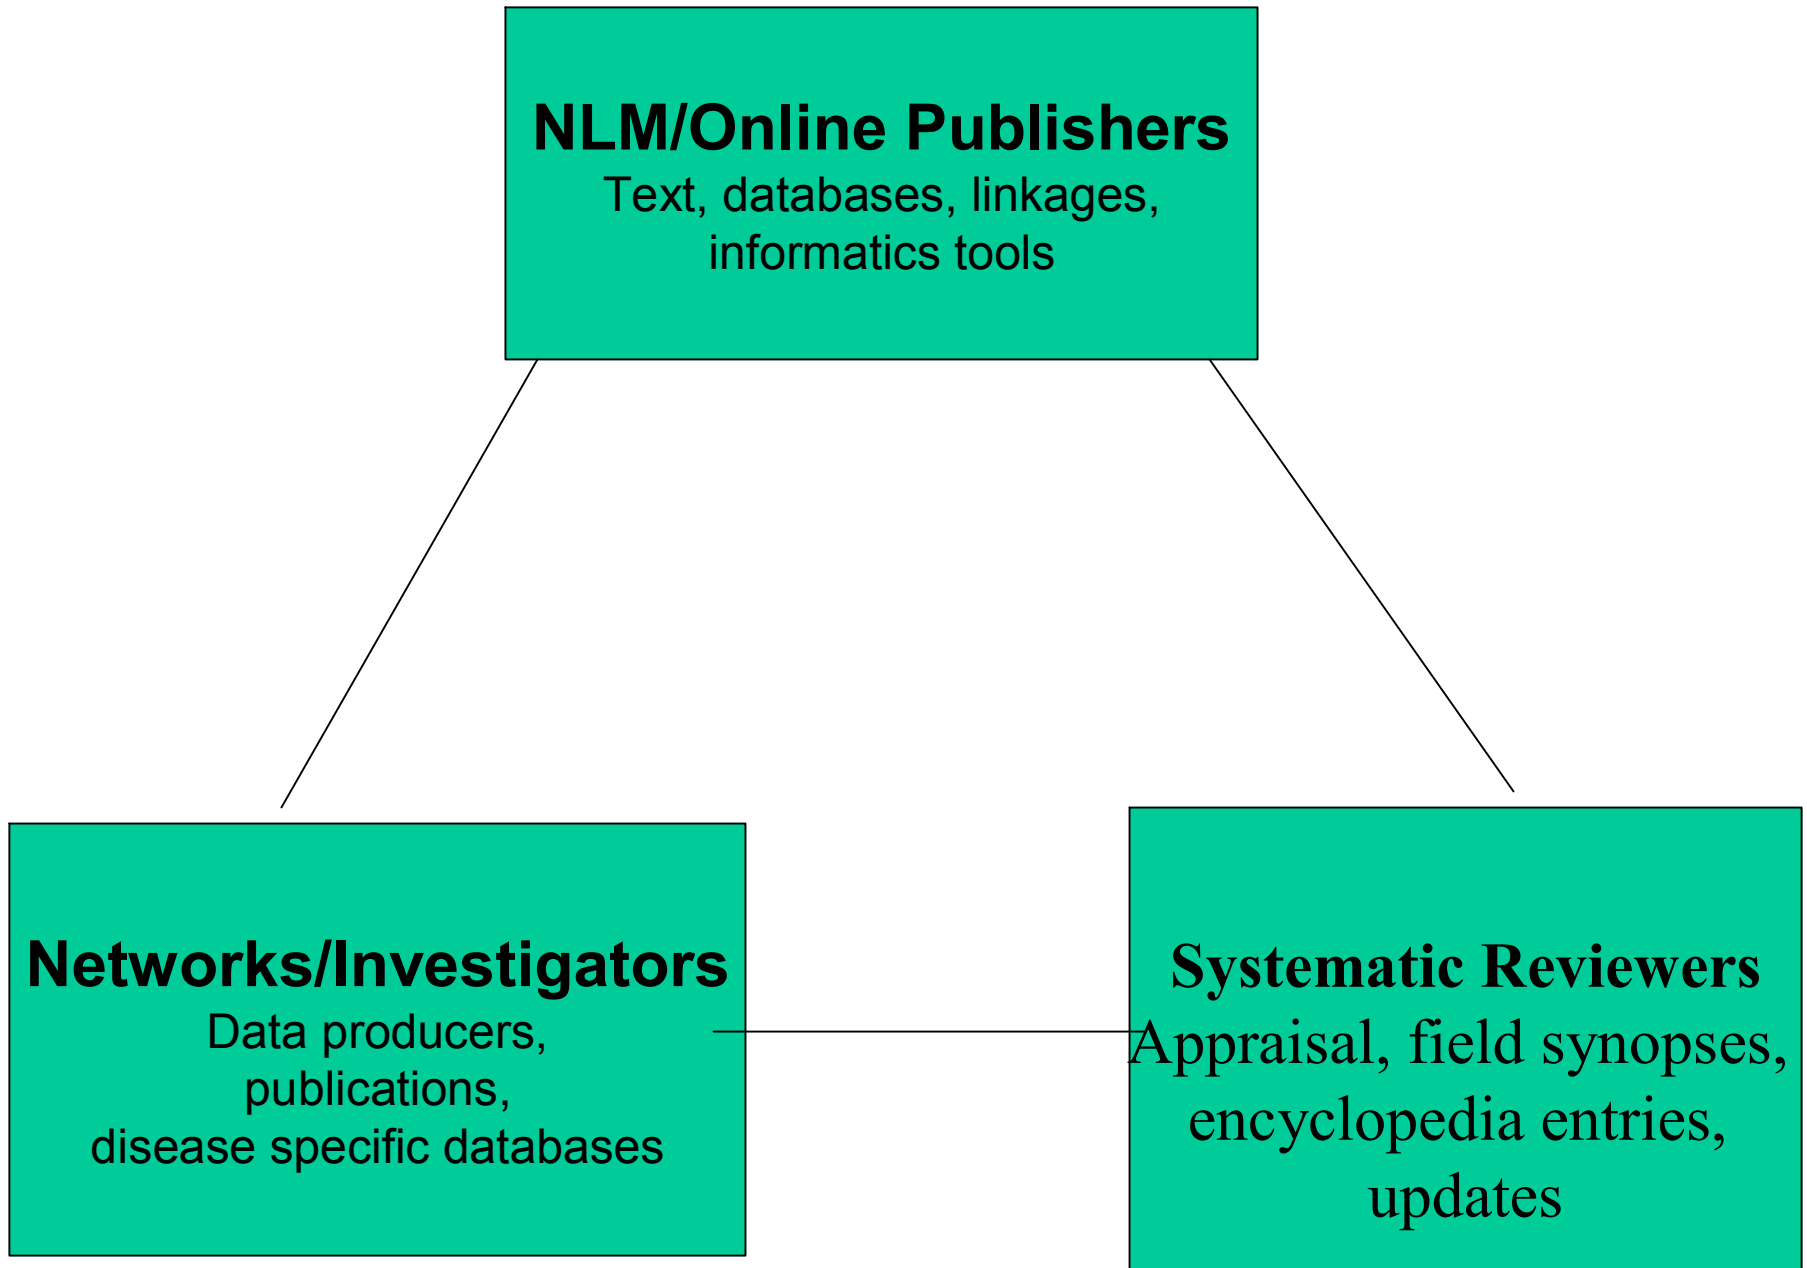 NLM/Online Publishers
Text, databases, linkages,
informatics tools
Networks/Investigators
Data producers,
publications,
disease specific databases
Systematic Reviewers
Appraisal, field synopses,
encyclopedia entries,
updates